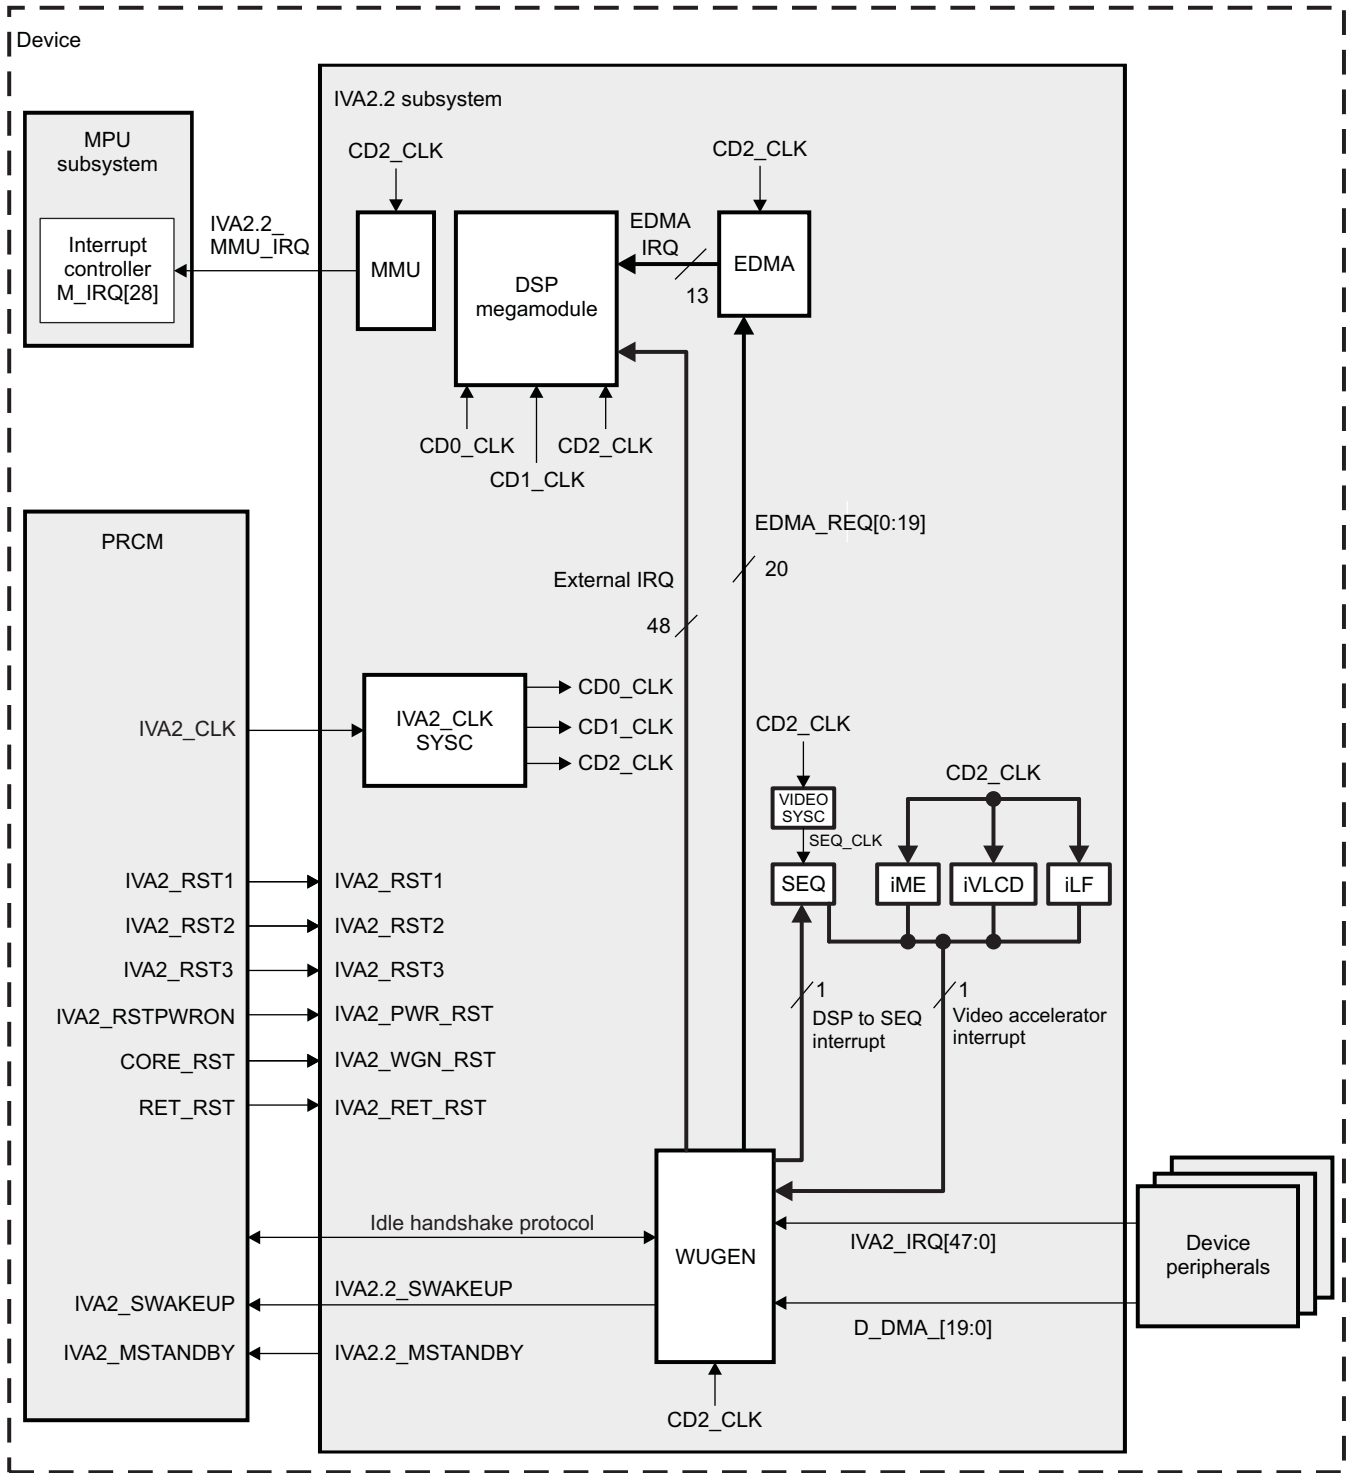 Device
IVA2.2 subsystem
MPU
subsystem
Interrupt
controller
M_IRQ[28]
IVA2.2_
MMU_IRQ
CD2_CLK
MMU
DSP
megamodule
EDMA
IRQ
13
CD2_CLK
EDMA
CD0_CLK
CD1_CLK
CD2_CLK
EDMA_REQ[0:19]
20
External IRQ
48
PRCM
IVA2_CLK
IVA2_CLK
SYSC
CD0_CLK
CD1_CLK
CD2_CLK
CD2_CLK
VIDEO
SYSC
SEQ_CLK
SEQ
CD2_CLK
iME
iVLCD
iLF
IVA2_RST1
IVA2_RST1
IVA2_RST2
IVA2_RST2
IVA2_RST3
IVA2_RST3
IVA2_RSTPWRON
IVA2_PWR_RST
CORE_RST
IVA2_WGN_RST
RET_RST
IVA2_RET_RST
1
DSP to SEQ
interrupt
1
Video accelerator
interrupt
Idle handshake protocol
WUGEN
IVA2_IRQ[47:0]
Device
peripherals
IVA2_SWAKEUP
IVA2.2_SWAKEUP
D_DMA_[19:0]
IVA2_MSTANDBY
IVA2.2_MSTANDBY
CD2_CLK